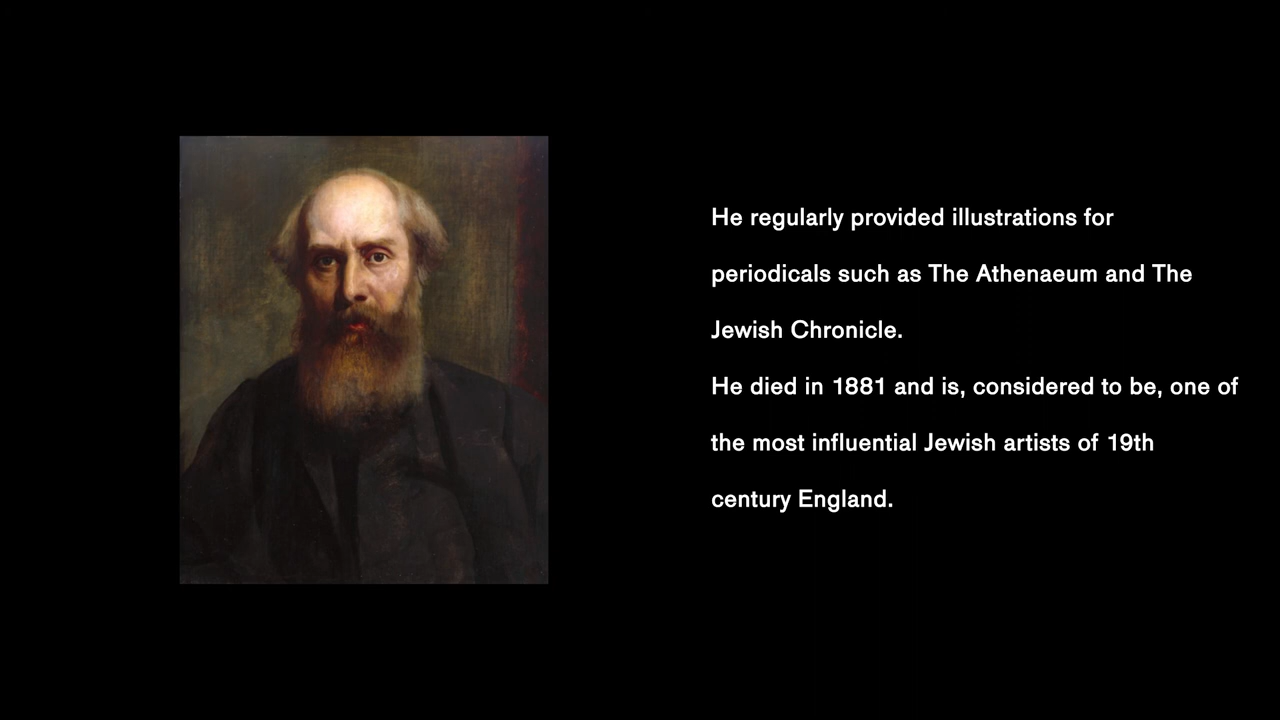 He regularly provided illustrations for
periodicals such as The Athenaeum and The
Jewish Chronicle.
He died in 1881 and is, considered to be, one of
the most influential Jewish artists of 19th
century England.